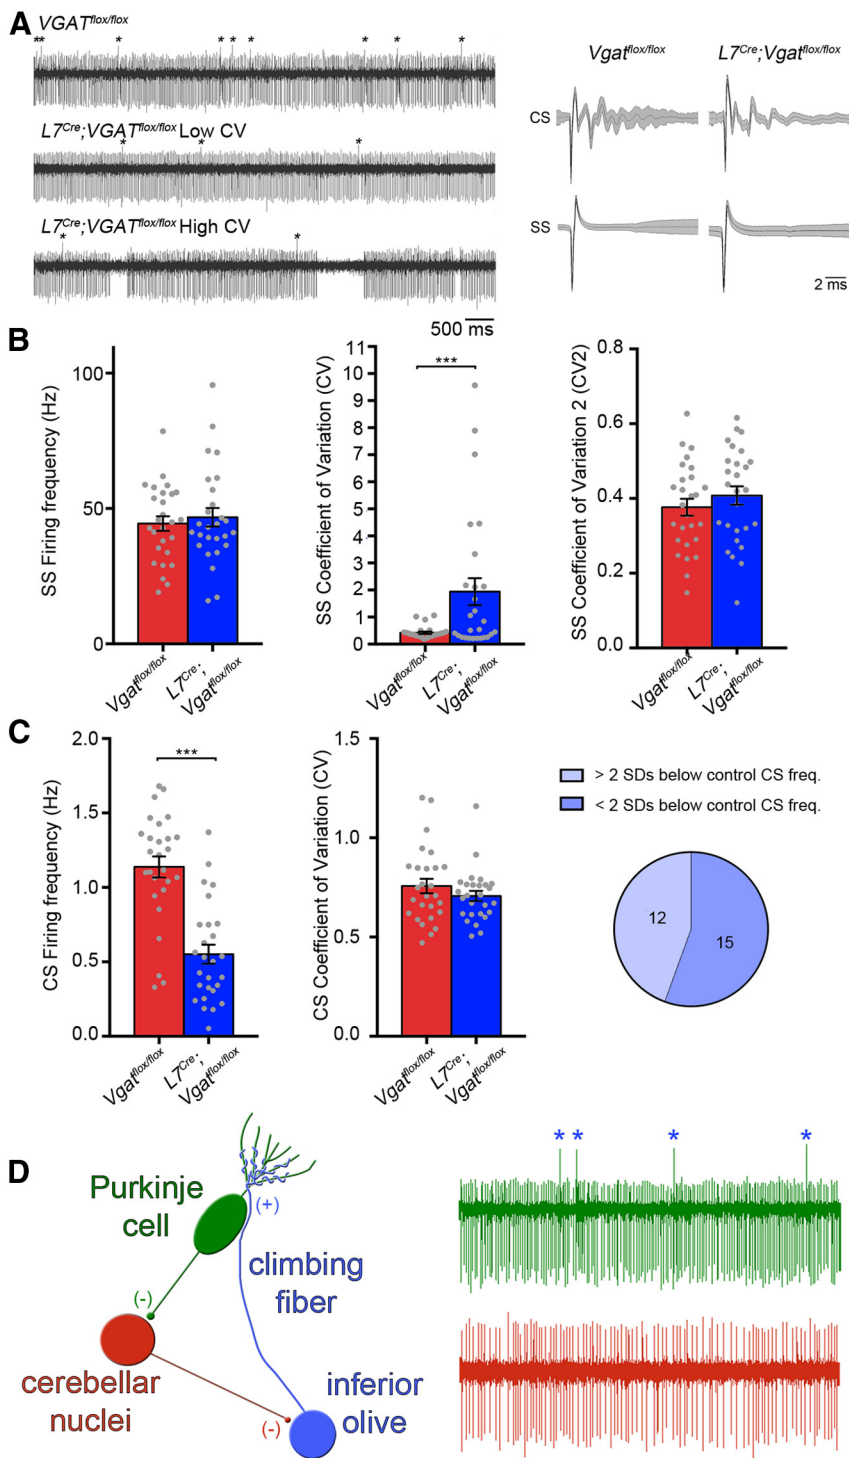 A
VGATflox/flox
** * * * * * * *
L7Cre;VGATflox/flox Low CV
* * *
L7Cre;VGATflox/flox High CV
* *
500 ms
Vgatflox/flox L7Cre;Vgatflox/flox
CS
SS
2 ms
B
SS Firing frequency (Hz)
100
50
0
Vgatflox/flox
L7Cre;
Vgatflox/flox
SS Coefficient of Variation (CV)
11
10
9
8
7
6
5
4
3
2
1
0
***
Vgatflox/flox
L7Cre;
Vgatflox/flox
SS Coefficient of Variation 2 (CV2)
0.8
0.6
0.4
0.2
0.0
Vgatflox/flox
L7Cre;
Vgatflox/flox
C
CS Firing frequency (Hz)
2.0
1.5
1.0
0.5
0.0
***
Vgatflox/flox
L7Cre;
Vgatflox/flox
CS Coefficient of Variation (CV)
1.5
1.0
0.5
0.0
Vgatflox/flox
L7Cre;
Vgatflox/flox
> 2 SDs below control CS freq.
< 2 SDs below control CS freq.
12
15
D
Purkinje
cell
(+)
climbing
fiber
(-)
cerebellar
nuclei
(-)
inferior
olive
* * * *